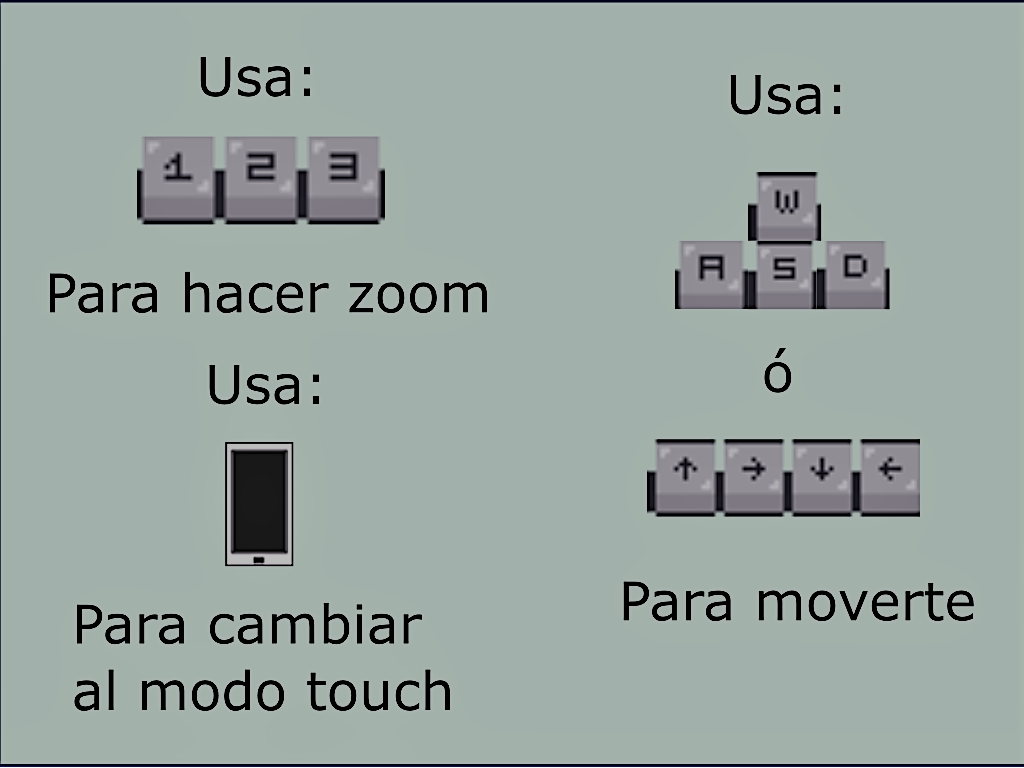 Usa:
1 2 3
Para hacer zoom
Usa:
Para cambiar
al modo touch
Usa:
W
A S D
ó
↑ → ↓ ←
Para moverte